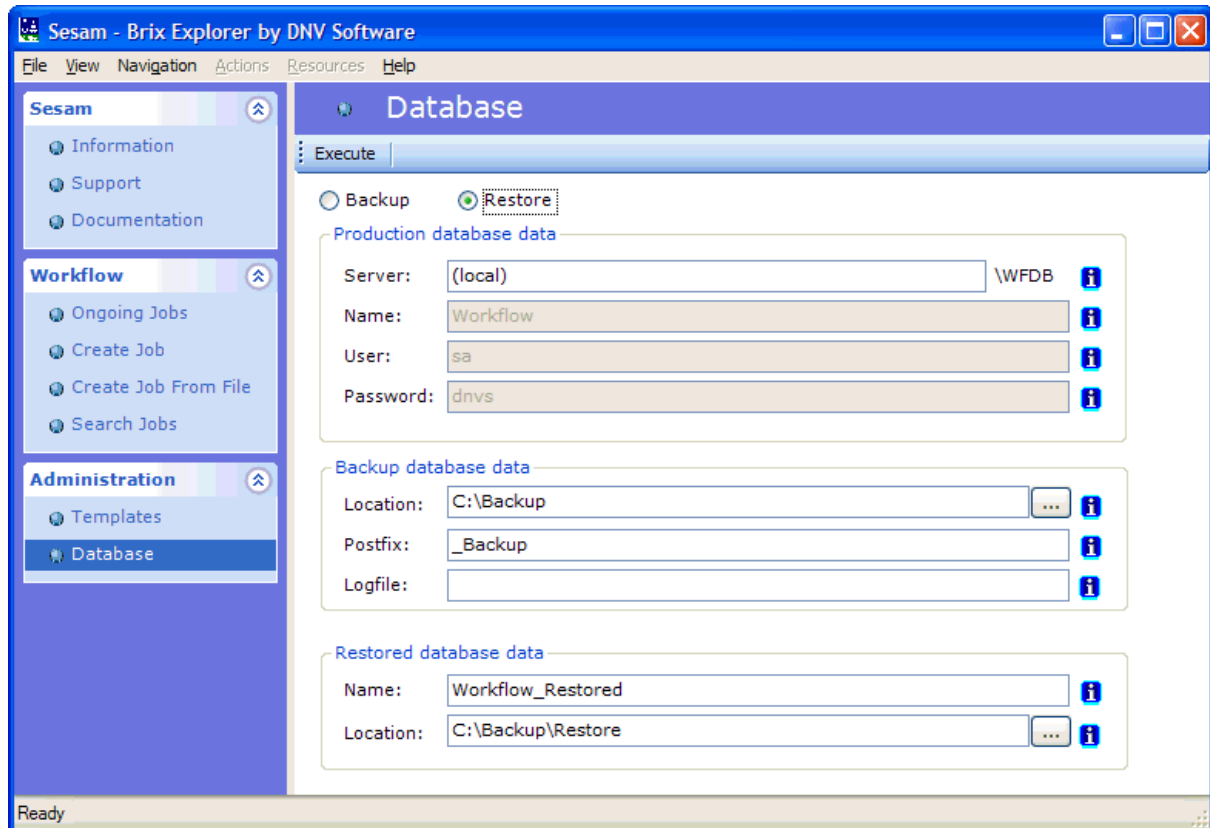 Sesam - Brix Explorer by DNV Software
File View Navigation Actions Resources Help
Sesam
Information
Support
Documentation
Workflow
Ongoing Jobs
Create Job
Create Job From File
Search Jobs
Administration
Templates
Database
Database
Execute
Backup Restore
Production database data
Server: (local) \WFDB
Name: Workflow
User: sa
Password: dnvs
Backup database data
Location: C:\Backup ...
Postfix: _Backup
Logfile:
Restored database data
Name: Workflow_Restored
Location: C:\Backup\Restore ...
Ready